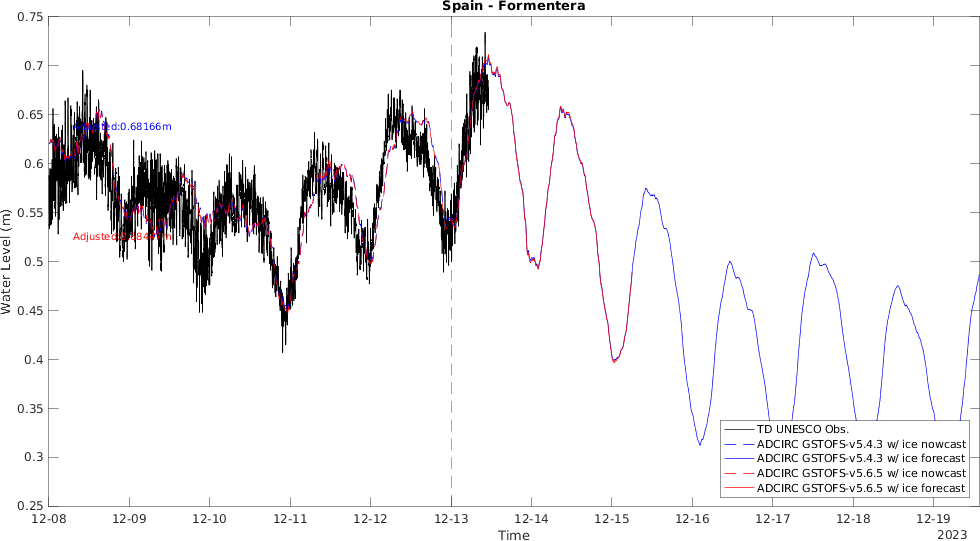 Spain - Formentera
0.75
0.7
0.65
0.6
0.55
0.5
0.45
0.4
0.35
0.3
0.25
Water Level (m)
:0.68166m
Adjusted
TD UNESCO Obs.
ADCIRC GSTOFS-v5.4.3 w/ ice nowcast
ADCIRC GSTOFS-v5.4.3 w/ ice forecast
ADCIRC GSTOFS-v5.6.5 w/ ice nowcast
ADCIRC GSTOFS-v5.6.5 w/ ice forecast
12-08 12-09 12-10 12-11 12-12 12-13 12-14 12-15 12-16 12-17 12-18 12-19
Time
2023